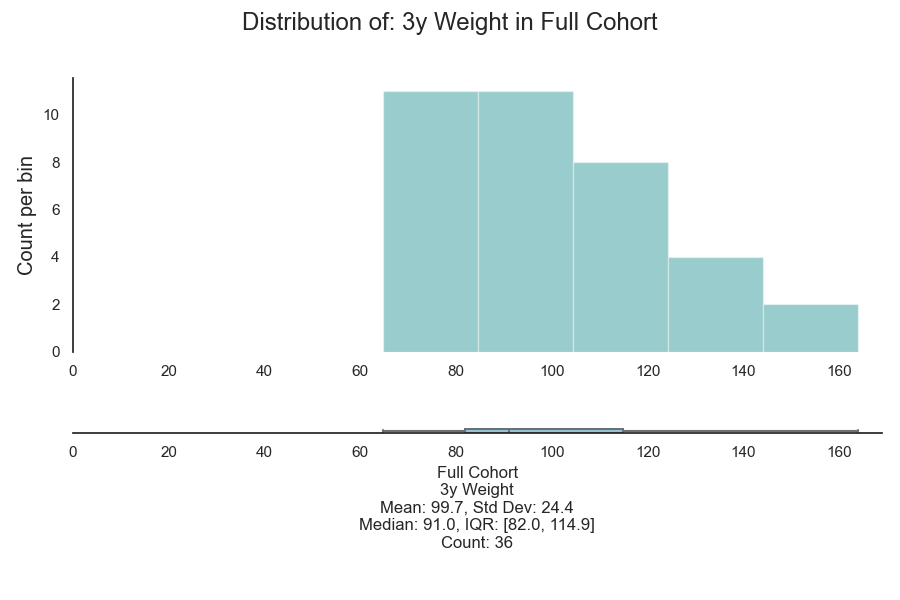 Distribution of: 3y Weight in Full Cohort
Count per bin
10
8
6
4
2
0
0 20 40 60 80 100 120 140 160
0 20 40 60 80 100 120 140 160
Full Cohort
3y Weight
Mean: 99.7, Std Dev: 24.4
Median: 91.0, IQR: [82.0, 114.9]
Count: 36